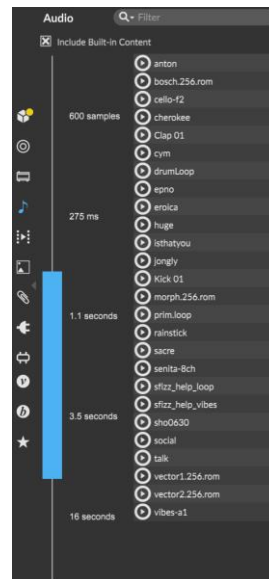 Audio
Filter
Include Built-in Content
anton
bosch.256.rom
cello-f2
600 samples
cherokee
Clap 01
cym
drumLoop
epno
eroica
275 ms
huge
isthatyou
jongly
Kick 01
morph.256.rom
1.1 seconds
prim.loop
rainstick
sacre
senita-8ch
sfizz_help_loop
sfizz_help_vibes
3.5 seconds
sho0630
social
talk
vector1.256.rom
vector2.256.rom
16 seconds
vibes-a1
v
b